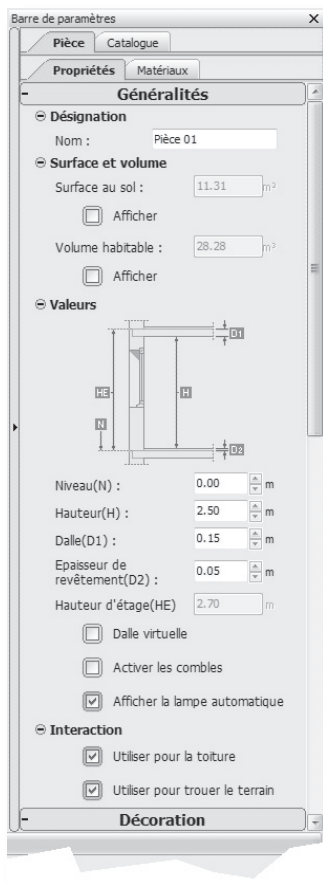 Barre de paramètres X
Pièce Catalogue
Propriétés Matériaux
- Généralités
Désignation
Nom : Pièce 01
Surface et volume
Surface au sol : 11.31 m²
Afficher
Volume habitable : 28.28 m³
Afficher
Valeurs
D1
HE H
N
D2
Niveau(N) : 0.00 m
Hauteur(H) : 2.50 m
Dalle(D1) : 0.15 m
Epaisseur de
revêtement(D2) : 0.05 m
Hauteur d'étage(HE) 2.70 m
Dalle virtuelle
Activer les combles
Afficher la lampe automatique
Interaction
Utiliser pour la toiture
Utiliser pour trouer le terrain
- Décoration